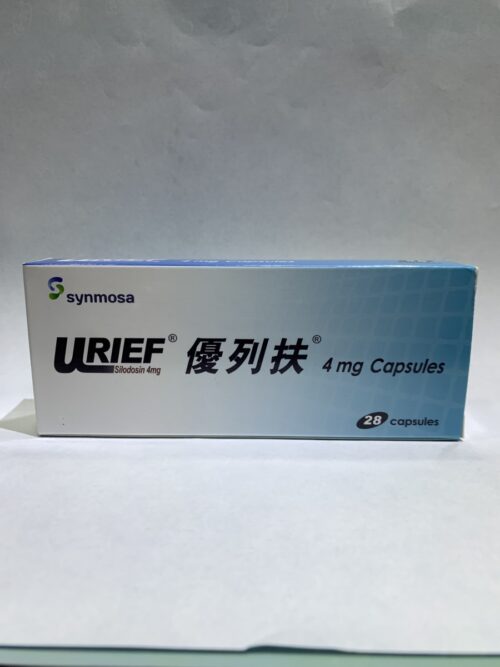 synmosa
URIEF® 優列扶® 4 mg Capsules
Silodosin 4mg
28 capsules